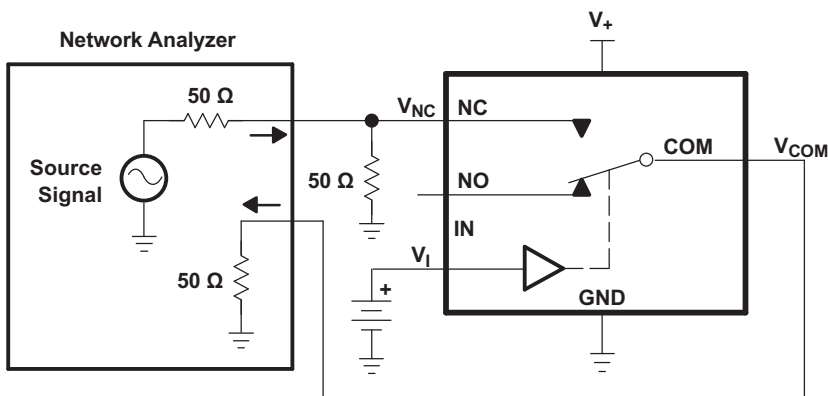 Network Analyzer
V+
50 Ω
VNC
NC
Source
Signal
COM
VCOM
50 Ω
NO
IN
50 Ω
VI
+
GND